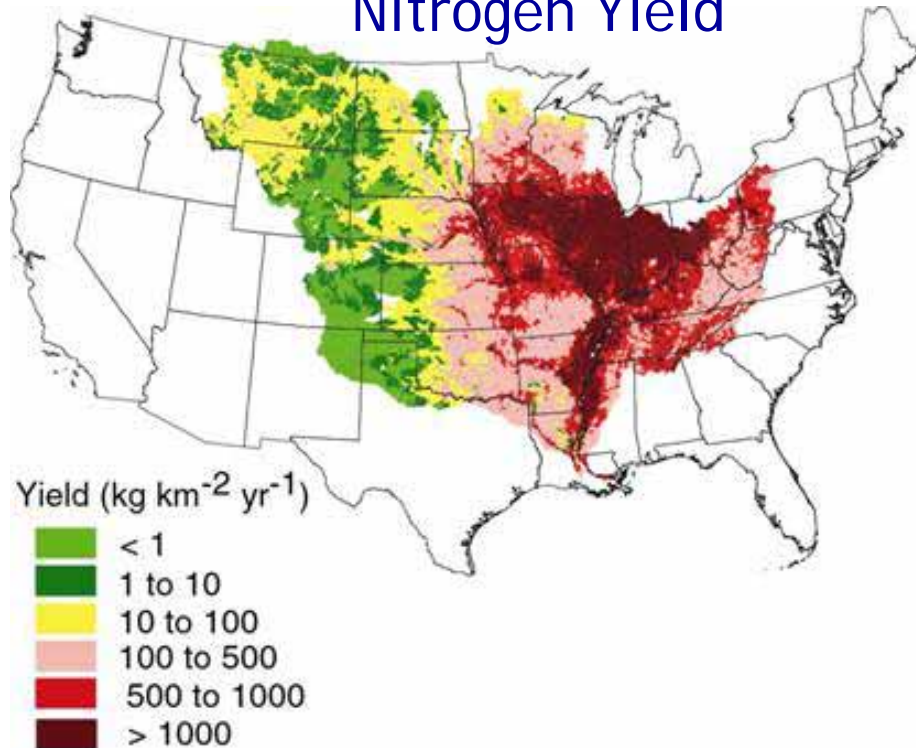 Nitrogen Yield
Yield (kg km-2 yr-1)
< 1
1 to 10
10 to 100
100 to 500
500 to 1000
> 1000